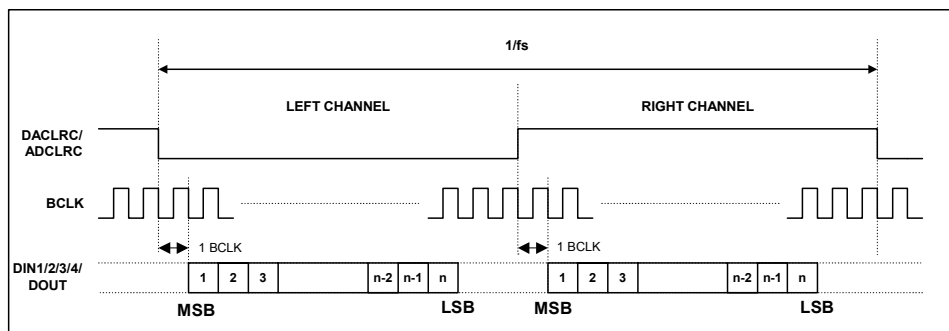 1/fs
LEFT CHANNEL
RIGHT CHANNEL
DACLRC/
ADCLRC
BCLK
1 BCLK
1 BCLK
DIN1/2/3/4/
DOUT
1 2 3 n-2 n-1 n 1 2 3 n-2 n-1 n
MSB LSB MSB LSB